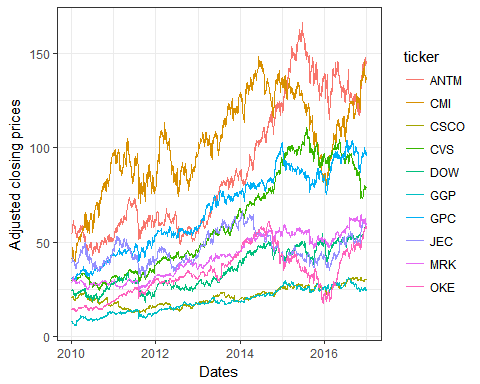 ticker
ANTM
CMI
CSCO
CVS
DOW
GGP
GPC
JEC
MRK
OKE
Adjusted closing prices
150
100
50
0
2010 2012 2014 2016
Dates